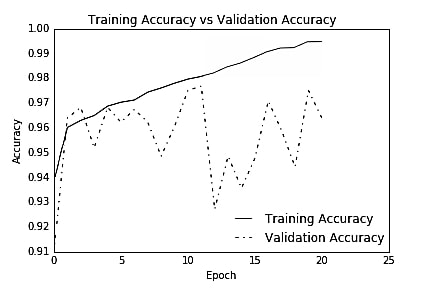 Training Accuracy vs Validation Accuracy
1.00
0.99
0.98
0.97
0.96
0.95
0.94
0.93
0.92
0.91
Accuracy
Training Accuracy
Validation Accuracy
0 5 10 15 20 25
Epoch